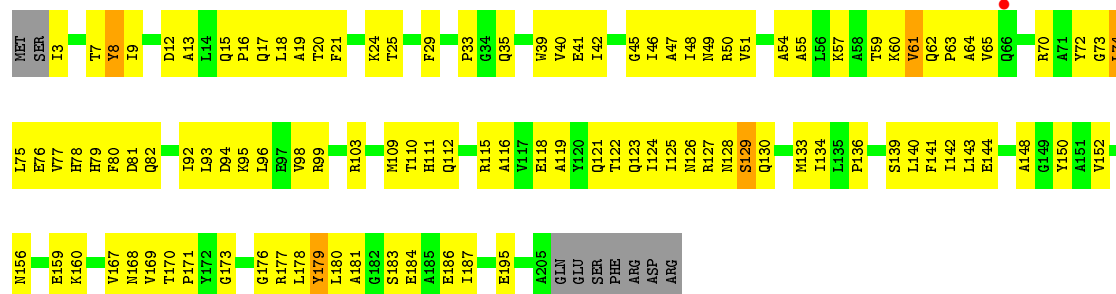 MET SER I3 T7 Y8 I9 D12 A13 L14 Q15 P16 Q17 L18 A19 T20 F21 K24 T25 F29 P33 G34 Q35 W39 V40 E41 I42 G45 I46 A47 I48 N49 R50 V51 A54 A55 L56 K57 A58 T59 K60 V61 Q62 P63 A64 V65 Q66 R70 A71 Y72 G73
L75 E76 V77 H78 H79 F80 D81 Q82 I92 L93 D94 K95 L96 E97 V98 R99 R103 M109 T110 H111 Q112 R115 A116 V117 E118 A119 Y120 Q121 T122 Q123 I124 I125 N126 R127 N128 S129 Q130 M133 I134 L135 P136 S139 L140 F141 I142 L143 E144 A148 G149 Y150 A151 V152
N156 E159 K160 V167 N168 V169 T170 P171 Y172 G173 G176 R177 L178 Y179 L180 A181 G182 S183 E184 A185 E186 I187 E195 A205 GLN GLU SER PHE ARG ASP ARG